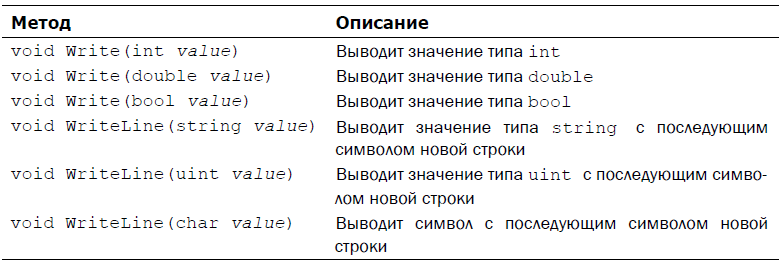 Метод Описание
void Write(int value) Выводит значение типа int
void Write(double value) Выводит значение типа double
void Write(bool value) Выводит значение типа bool
void WriteLine(string value) Выводит значение типа string с последующим
символом новой строки
void WriteLine(uint value) Выводит значение типа uint с последующим симво-
лом новой строки
void WriteLine(char value) Выводит символ с последующим символом новой
строки